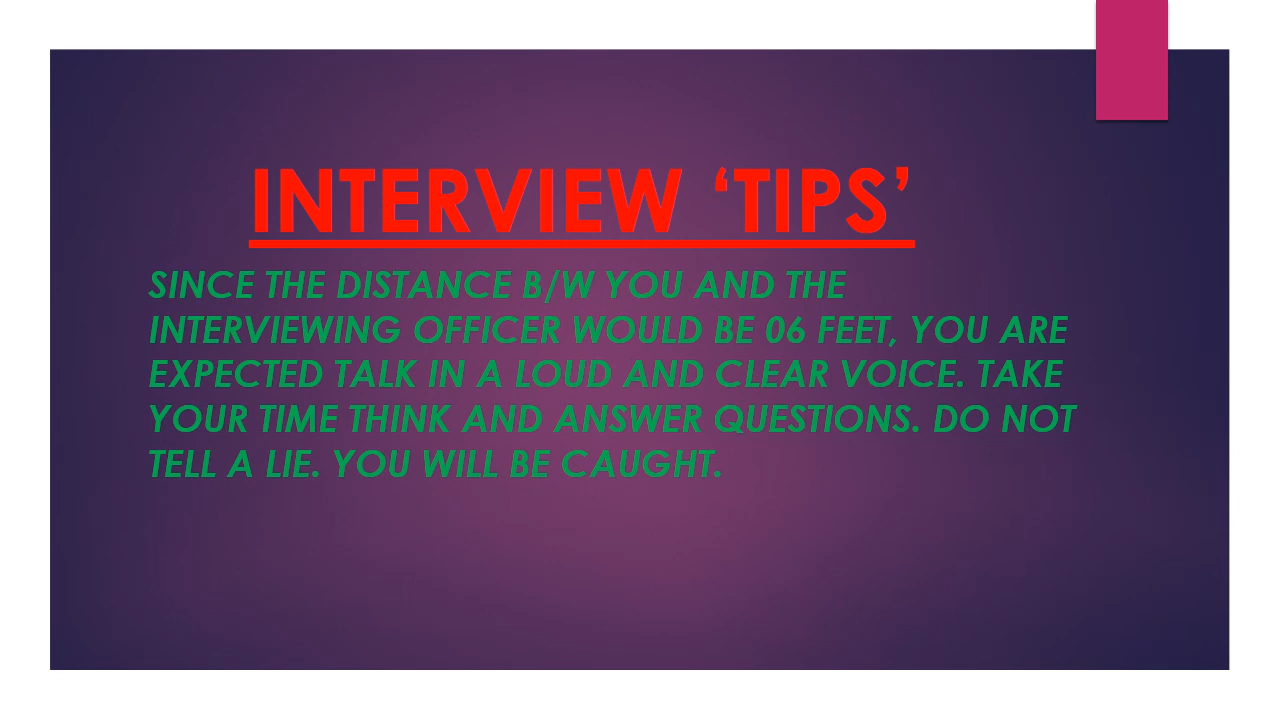 INTERVIEW ‘TIPS’
SINCE THE DISTANCE B/W YOU AND THE
INTERVIEWING OFFICER WOULD BE 06 FEET, YOU ARE
EXPECTED TALK IN A LOUD AND CLEAR VOICE. TAKE
YOUR TIME THINK AND ANSWER QUESTIONS. DO NOT
TELL A LIE. YOU WILL BE CAUGHT.